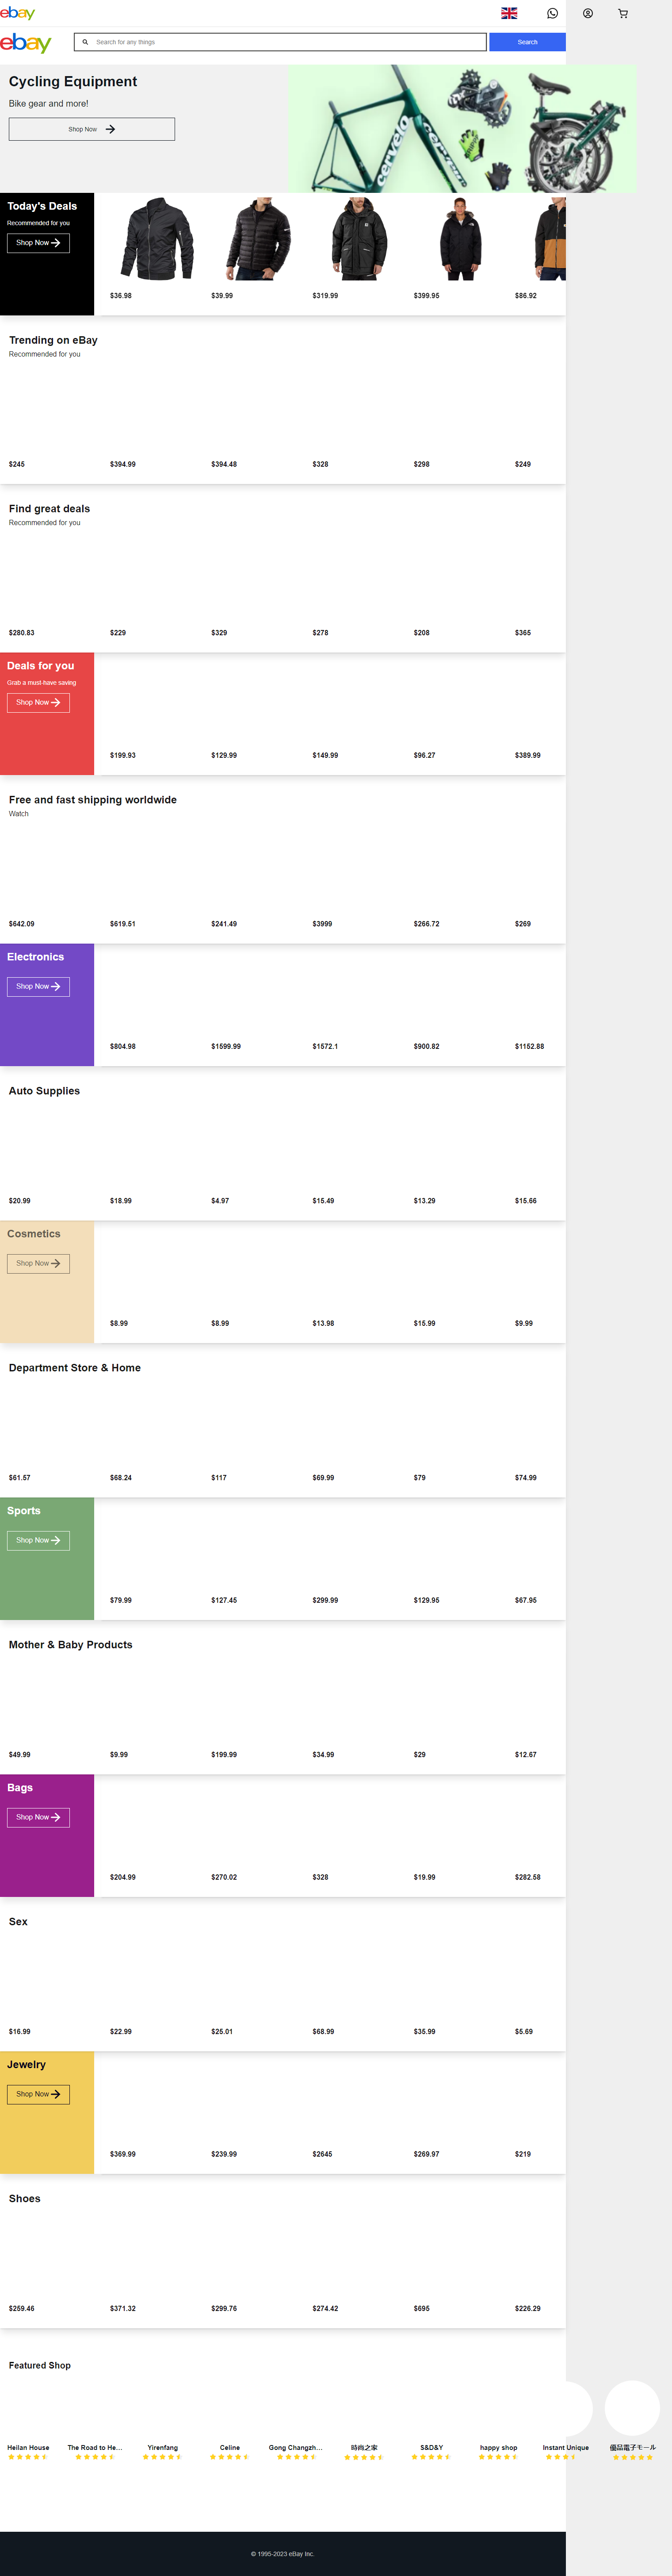 ebay
ebay
Search for any things
Search
Cycling Equipment
Bike gear and more!
Shop Now
cervelo
Today's Deals
Recommended for you
Shop Now
$36.98 $39.99 $319.99 $399.95 $86.92
Trending on eBay
Recommended for you
$245 $394.99 $394.48 $328 $298 $249
Find great deals
Recommended for you
$280.83 $229 $329 $278 $208 $365
Deals for you
Grab a must-have saving
Shop Now
$199.93 $129.99 $149.99 $96.27 $389.99
Free and fast shipping worldwide
Watch
$642.09 $619.51 $241.49 $3999 $266.72 $269
Electronics
Shop Now
$804.98 $1599.99 $1572.1 $900.82 $1152.88
Auto Supplies
$20.99 $18.99 $4.97 $15.49 $13.29 $15.66
Cosmetics
Shop Now
$8.99 $8.99 $13.98 $15.99 $9.99
Department Store & Home
$61.57 $68.24 $117 $69.99 $79 $74.99
Sports
Shop Now
$79.99 $127.45 $299.99 $129.95 $67.95
Mother & Baby Products
$49.99 $9.99 $199.99 $34.99 $29 $12.67
Bags
Shop Now
$204.99 $270.02 $328 $19.99 $282.58
Sex
$16.99 $22.99 $25.01 $68.99 $35.99 $5.69
Jewelry
Shop Now
$369.99 $239.99 $2645 $269.97 $219
Shoes
$259.46 $371.32 $299.76 $274.42 $695 $226.29
Featured Shop
Heilan House The Road to He... Yirenfang Celine Gong Changzh... 時尚之家 S&D&Y happy shop Instant Unique 優品電子モール
© 1995-2023 eBay Inc.